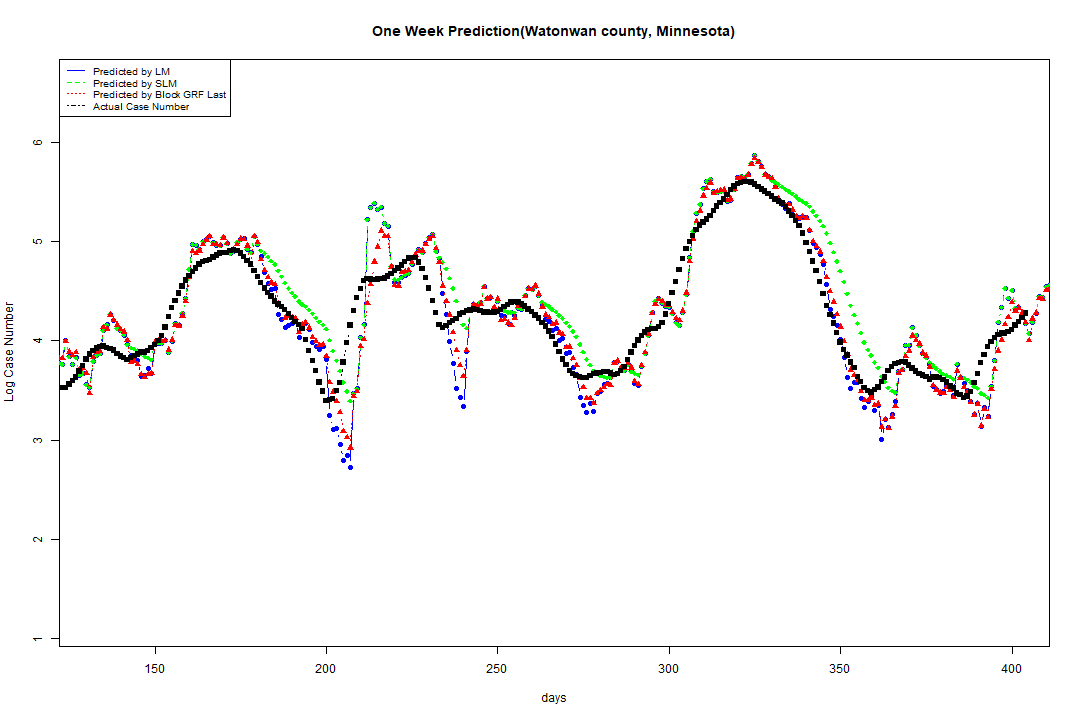 One Week Prediction(Watonwan county, Minnesota)
Predicted by LM
Predicted by SLM
Predicted by Block GRF Last
Actual Case Number
6
5
4
3
2
1
Log Case Number
150 200 250 300 350 400
days